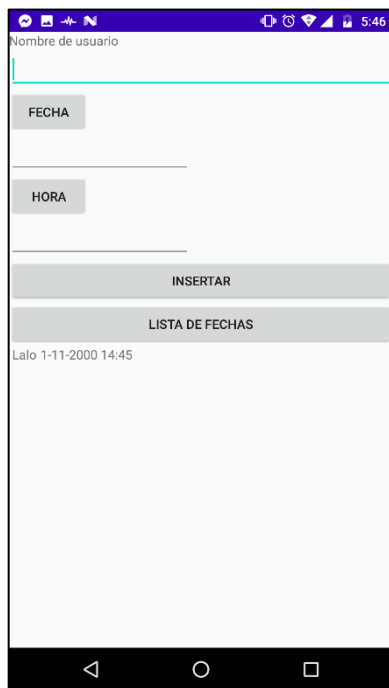 5:46
Nombre de usuario
FECHA
HORA
INSERTAR
LISTA DE FECHAS
Lalo 1-11-2000 14:45